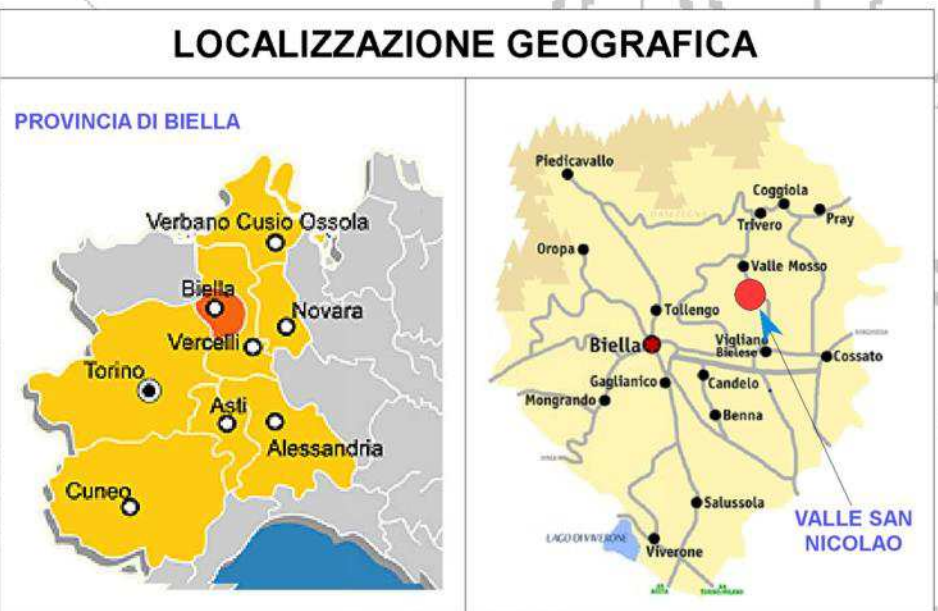 LOCALIZZAZIONE GEOGRAFICA
PROVINCIA DI BIELLA
Verbano Cusio Ossola
Biella
Novara
Vercelli
Torino
Asti
Alessandria
Cuneo
Piedicavallo
Coggiola
Trivero
Pray
Oropa
Valle Mosso
Tollengo
Biella
Vigliano
Bielese
Cossato
Gaglianico
Candelo
Mongrando
Benna
Salussola
VALLE SAN
NICOLAO
LAGO DI VIVERONE
Viverone